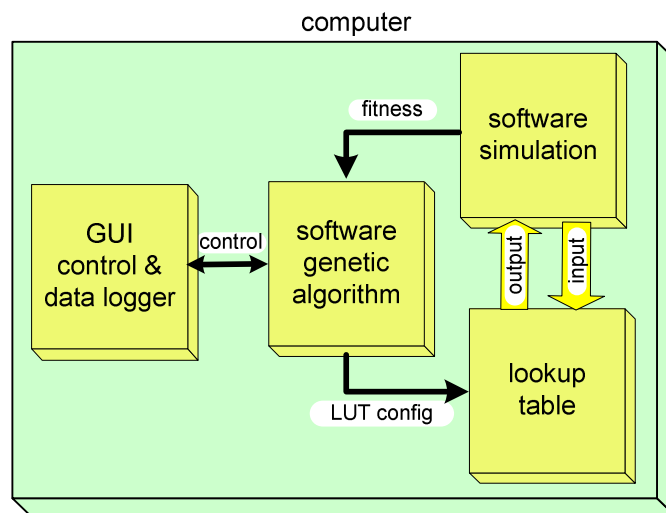 computer
fitness
software
simulation
GUI
control &
data logger
control
software
genetic
algorithm
output
input
LUT config
lookup
table